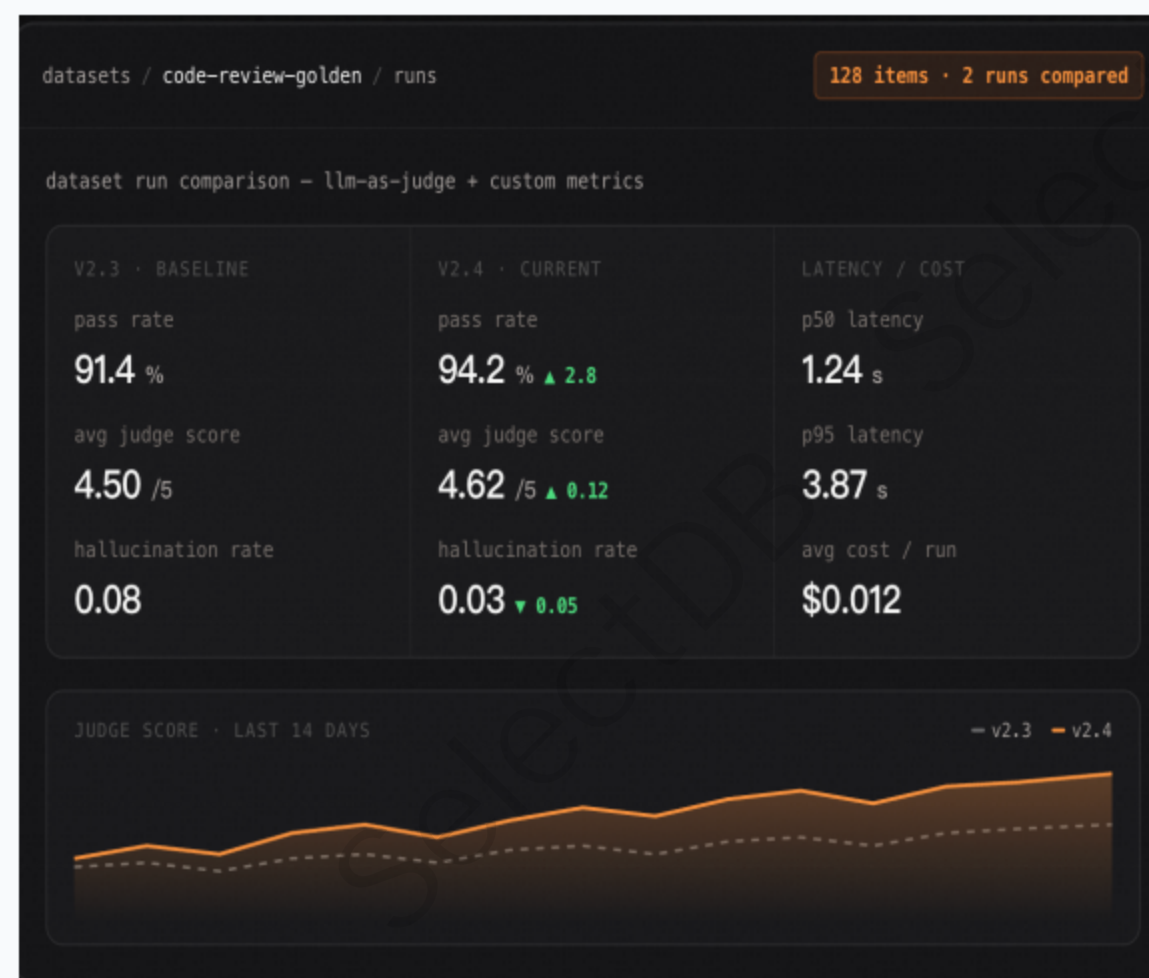 datasets / code-review-golden / runs
128 items · 2 runs compared
dataset run comparison — llm-as-judge + custom metrics
V2.3 · BASELINE
pass rate
91.4 %
avg judge score
4.50 /5
hallucination rate
0.08
V2.4 · CURRENT
pass rate
94.2 % ▲ 2.8
avg judge score
4.62 /5 ▲ 0.12
hallucination rate
0.03 ▼ 0.05
LATENCY / COST
p50 latency
1.24 s
p95 latency
3.87 s
avg cost / run
$0.012
JUDGE SCORE · LAST 14 DAYS
v2.3
v2.4
SelectDB
Selec